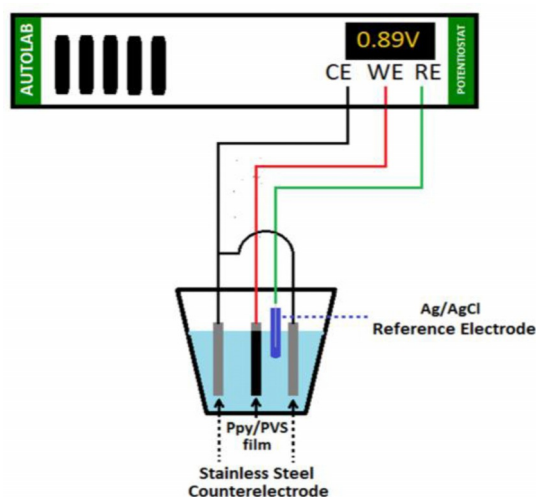 AUTOLAB
0.89V
CE WE RE
POTENTIOSTAT
Ag/AgCl
Reference Electrode
Ppy/PVS
film
Stainless Steel
Counterelectrode